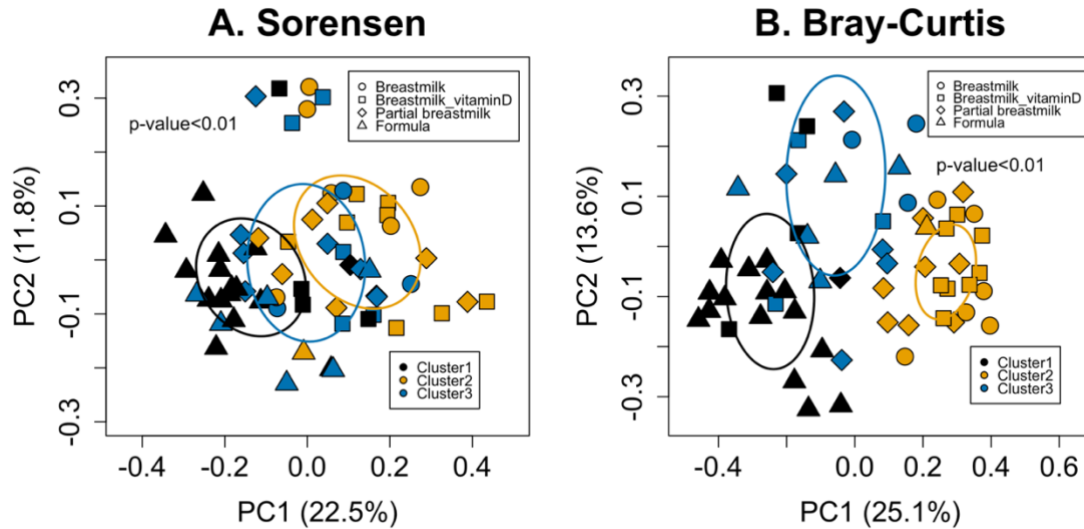 A. Sorensen
PC2 (11.8%)
0.3
0.1
-0.1
-0.3
p-value<0.01
Breastmilk
Breastmilk_vitaminD
Partial breastmilk
Formula
Cluster1
Cluster2
Cluster3
-0.4 -0.2 0.0 0.2 0.4
PC1 (22.5%)
B. Bray-Curtis
PC2 (13.6%)
0.3
0.1
-0.1
-0.3
Breastmilk
Breastmilk_vitaminD
Partial breastmilk
Formula
p-value<0.01
Cluster1
Cluster2
Cluster3
-0.4 0.0 0.2 0.4 0.6
PC1 (25.1%)